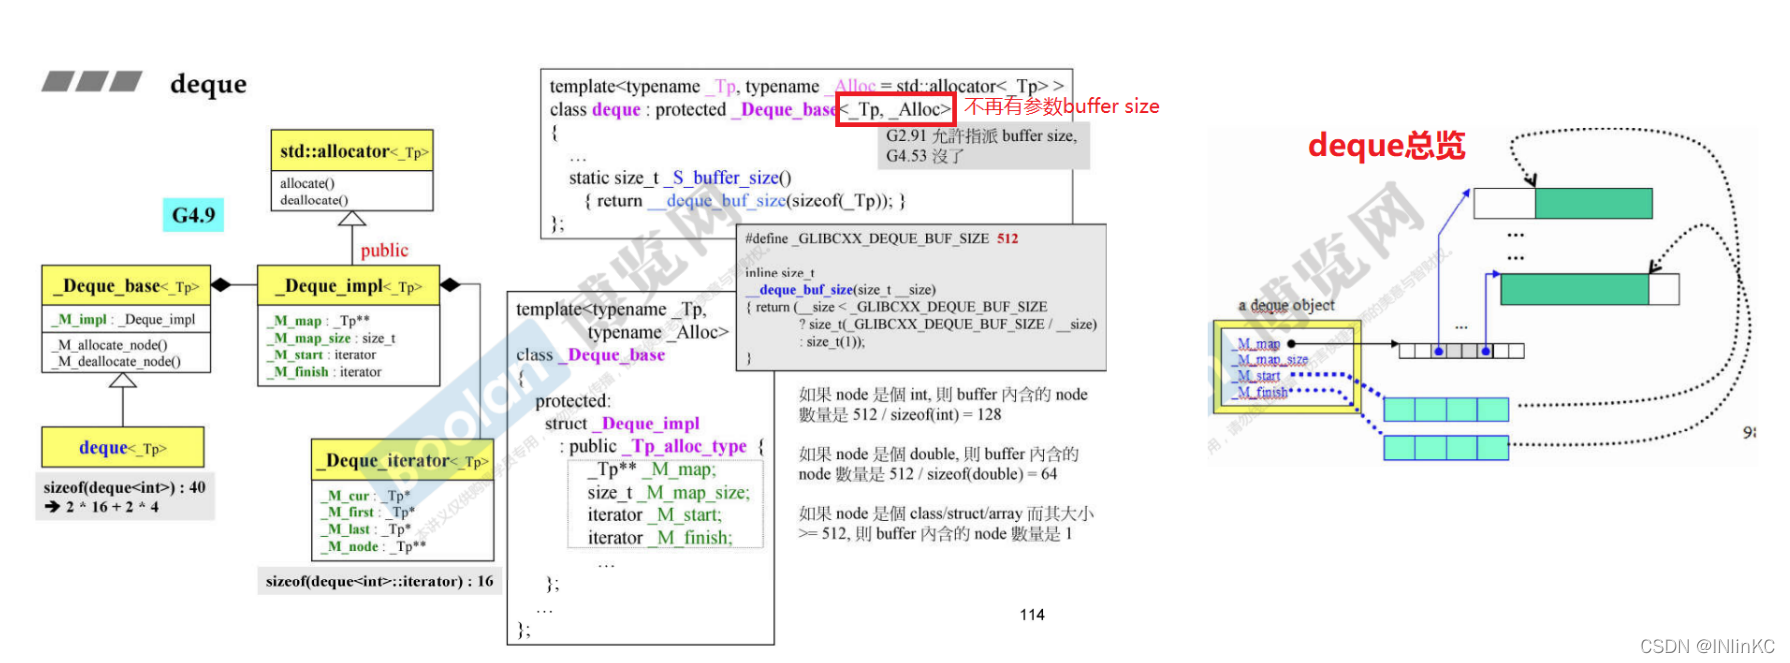 deque
std::allocator<_Tp>
allocate()
deallocate()
G4.9
public
_Deque_base<_Tp>
_M_impl : _Deque_impl
_M_allocate_node()
_M_deallocate_node()
_Deque_impl<_Tp>
_M_map : _Tp**
_M_map_size : size_t
_M_start : iterator
_M_finish : iterator
deque<_Tp>
sizeof(deque<int>) : 40
➔ 2 * 16 + 2 * 4
_Deque_iterator<_Tp>
_M_cur : _Tp*
_M_first : _Tp*
_M_last : _Tp*
_M_node : _Tp**
sizeof(deque<int>::iterator) : 16
template<typename _Tp, typename _Alloc = std::allocator<_Tp> >
class deque : protected _Deque_base<_Tp, _Alloc>
不再有参数buffer size
{
G2.91 允許指派 buffer size,
G4.53 沒了
…
static size_t _S_buffer_size()
{ return __deque_buf_size(sizeof(_Tp)); }
};
#define _GLIBCXX_DEQUE_BUF_SIZE 512
inline size_t
__deque_buf_size(size_t __size)
{ return (__size < _GLIBCXX_DEQUE_BUF_SIZE
? size_t(_GLIBCXX_DEQUE_BUF_SIZE / __size)
: size_t(1));
}
template<typename _Tp,
typename _Alloc>
class _Deque_base
{
protected:
struct _Deque_impl
: public _Tp_alloc_type {
_Tp** _M_map;
size_t _M_map_size;
iterator _M_start;
iterator _M_finish;
…
};
…
};
如果 node 是個 int, 則 buffer 內含的 node
數量是 512 / sizeof(int) = 128
如果 node 是個 double, 則 buffer 內含的
node 數量是 512 / sizeof(double) = 64
如果 node 是個 class/struct/array 而其大小
>= 512, 則 buffer 內含的 node 數量是 1
114
deque总览
…
…
…
a deque object
_M_map
_M_map_size
_M_start
_M_finish
boolan
博览网
博览网
CSDN @INlinKC